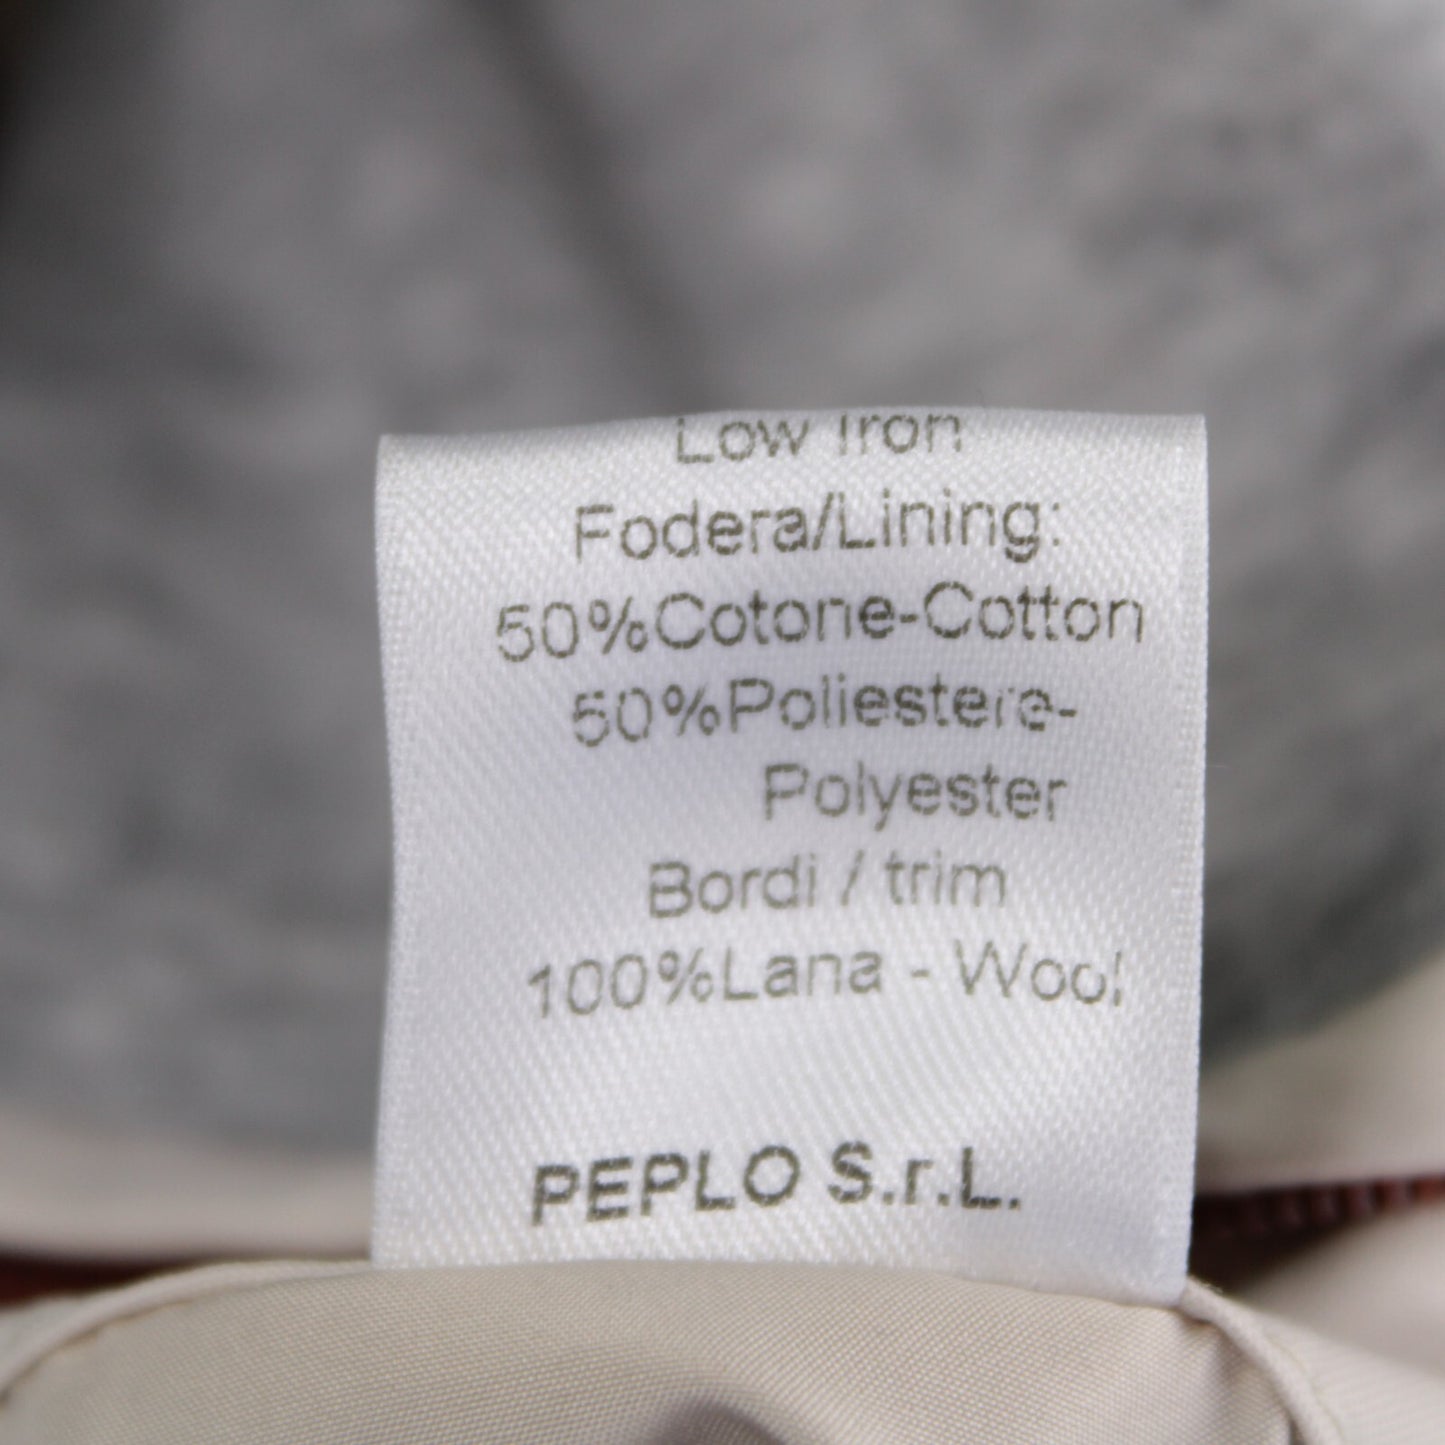 Low Iron
Fodera/Lining:
50%Cotone-Cotton
50%Poliestere-
Polyester
Bordi / trim
100%Lana - Wool
PEPLO S.r.L.